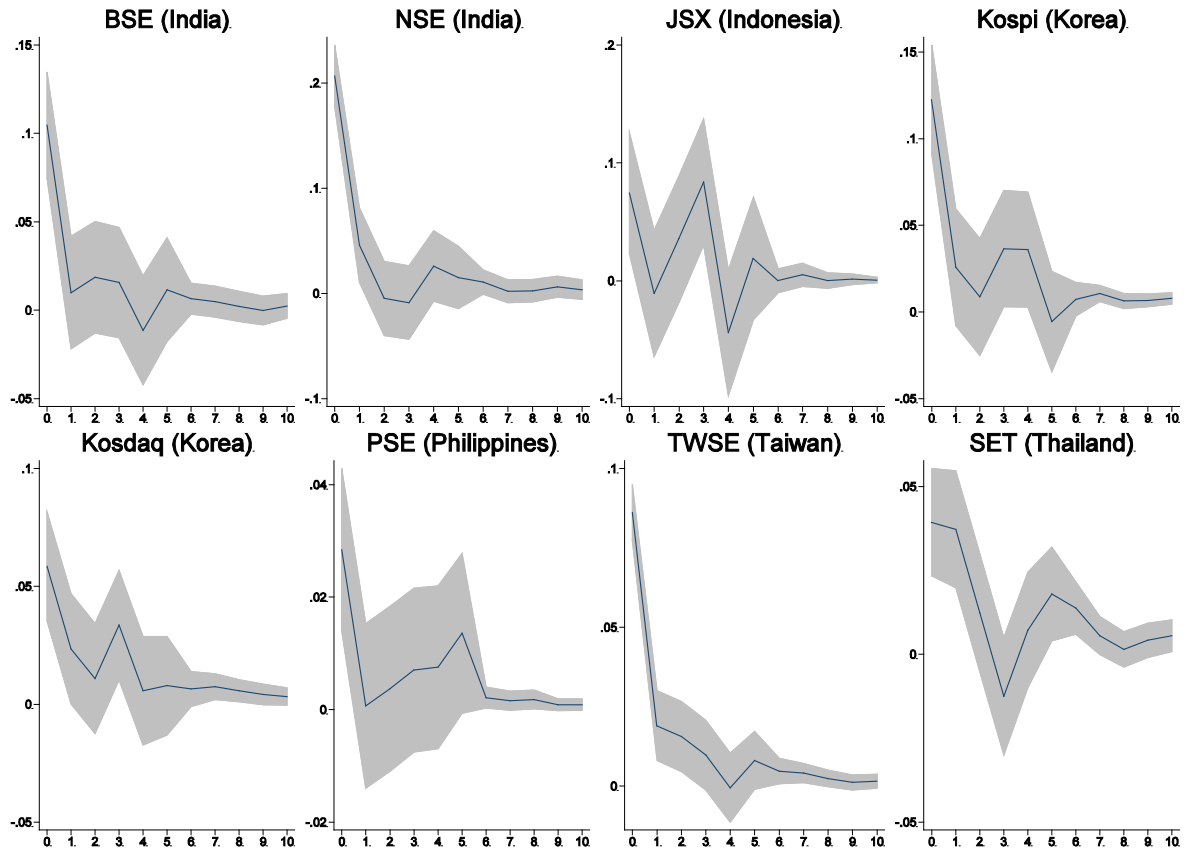 BSE (India).
NSE (India).
JSX (Indonesia).
Kospi (Korea).
.15.
.1.
.05.
0.
-.05.
0. 1. 2. 3. 4. 5. 6. 7. 8. 9. 10.
.2.
.1.
0.
-.1
0. 1. 2. 3. 4. 5. 6. 7. 8. 9. 10.
.2
.1
0.
-.1
0. 1. 2. 3. 4. 5. 6. 7. 8. 9. 10.
.15.
.1.
.05.
0.
-.05.
0. 1. 2. 3. 4. 5. 6. 7. 8. 9. 10.
Kosdaq (Korea).
PSE (Philippines).
TWSE (Taiwan).
SET (Thailand).
.1.
.05.
0.
-.05.
0. 1. 2. 3. 4. 5. 6. 7. 8. 9. 10.
.04.
.02.
0.
-.02
0. 1. 2. 3. 4. 5. 6. 7. 8. 9. 10.
.1
.05.
0.
0. 1. 2. 3. 4. 5. 6. 7. 8. 9. 10.
.05.
0.
-.05.
0. 1. 2. 3. 4. 5. 6. 7. 8. 9. 10.